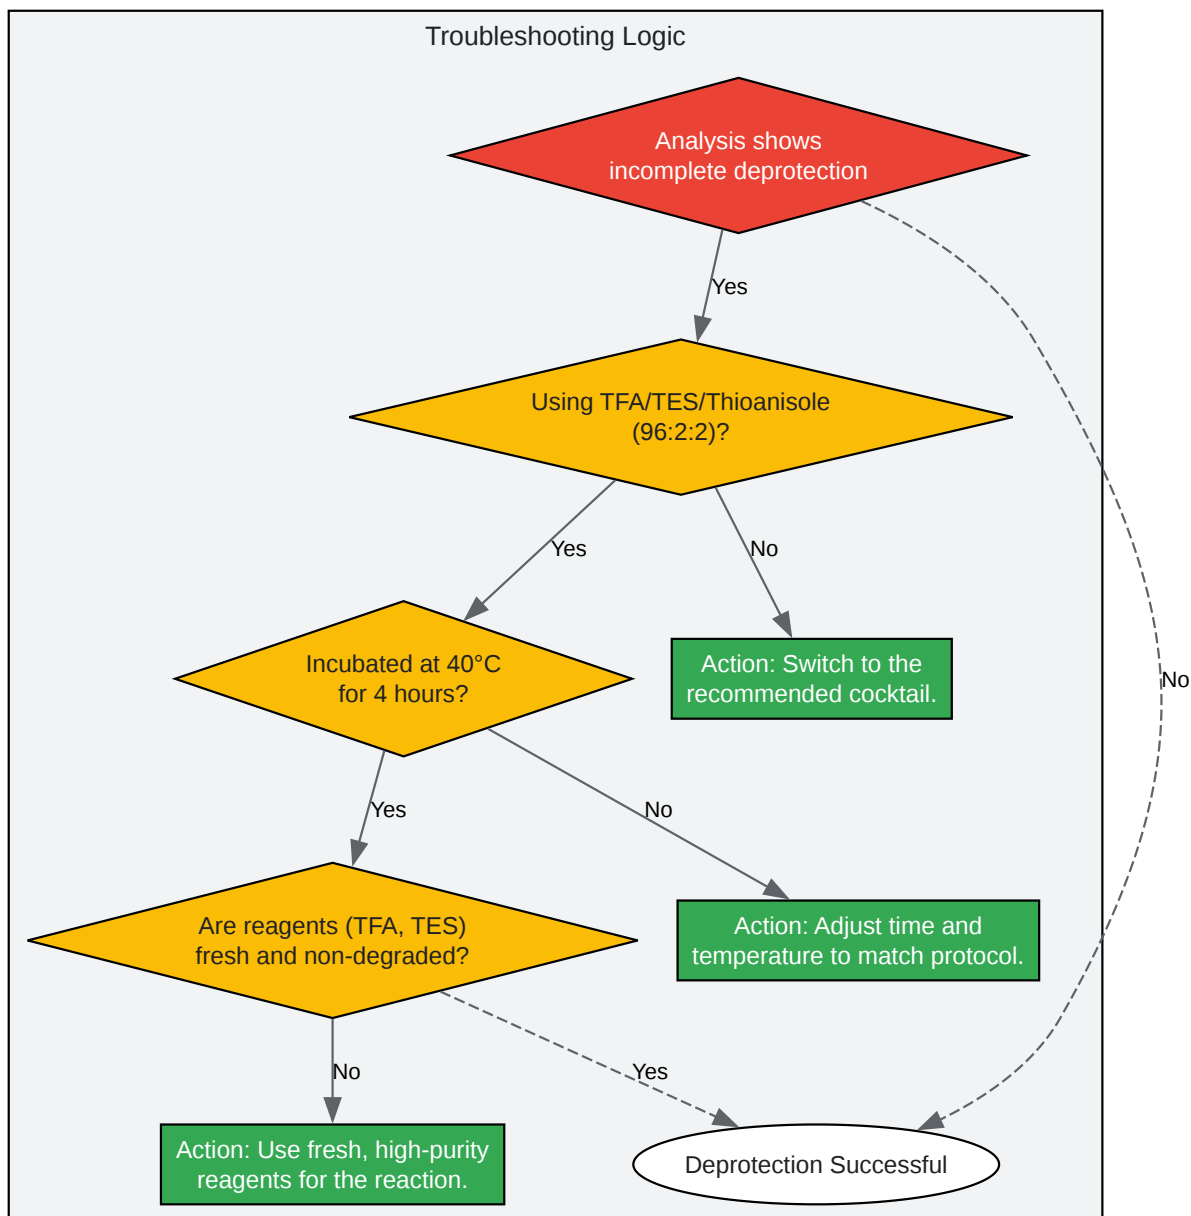 Troubleshooting Logic
Analysis shows
incomplete deprotection
Yes
Using TFA/TES/Thioanisole
(96:2:2)?
Yes
No
Incubated at 40°C
for 4 hours?
Action: Switch to the
recommended cocktail.
No
Yes
No
Are reagents (TFA, TES)
fresh and non-degraded?
Action: Adjust time and
temperature to match protocol.
No
Yes
Action: Use fresh, high-purity
reagents for the reaction.
Deprotection Successful